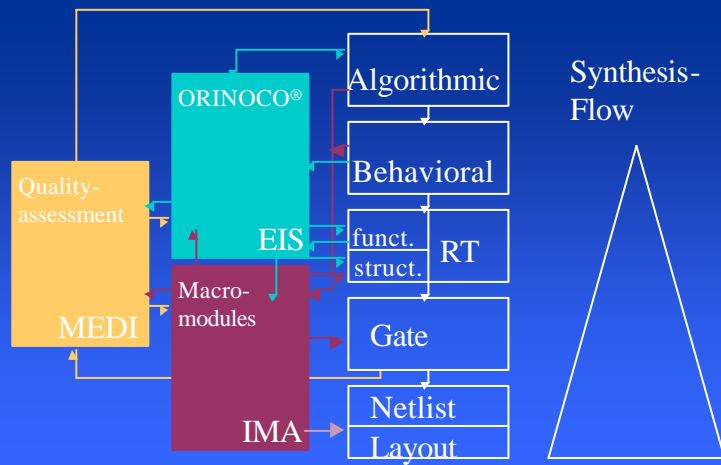 Algorithmic
Synthesis-
Flow
ORINOCO®
Behavioral
Quality-
assessment
EIS
funct.
struct.
RT
Macro-
modules
MEDI
Gate
Netlist
IMA
Layout